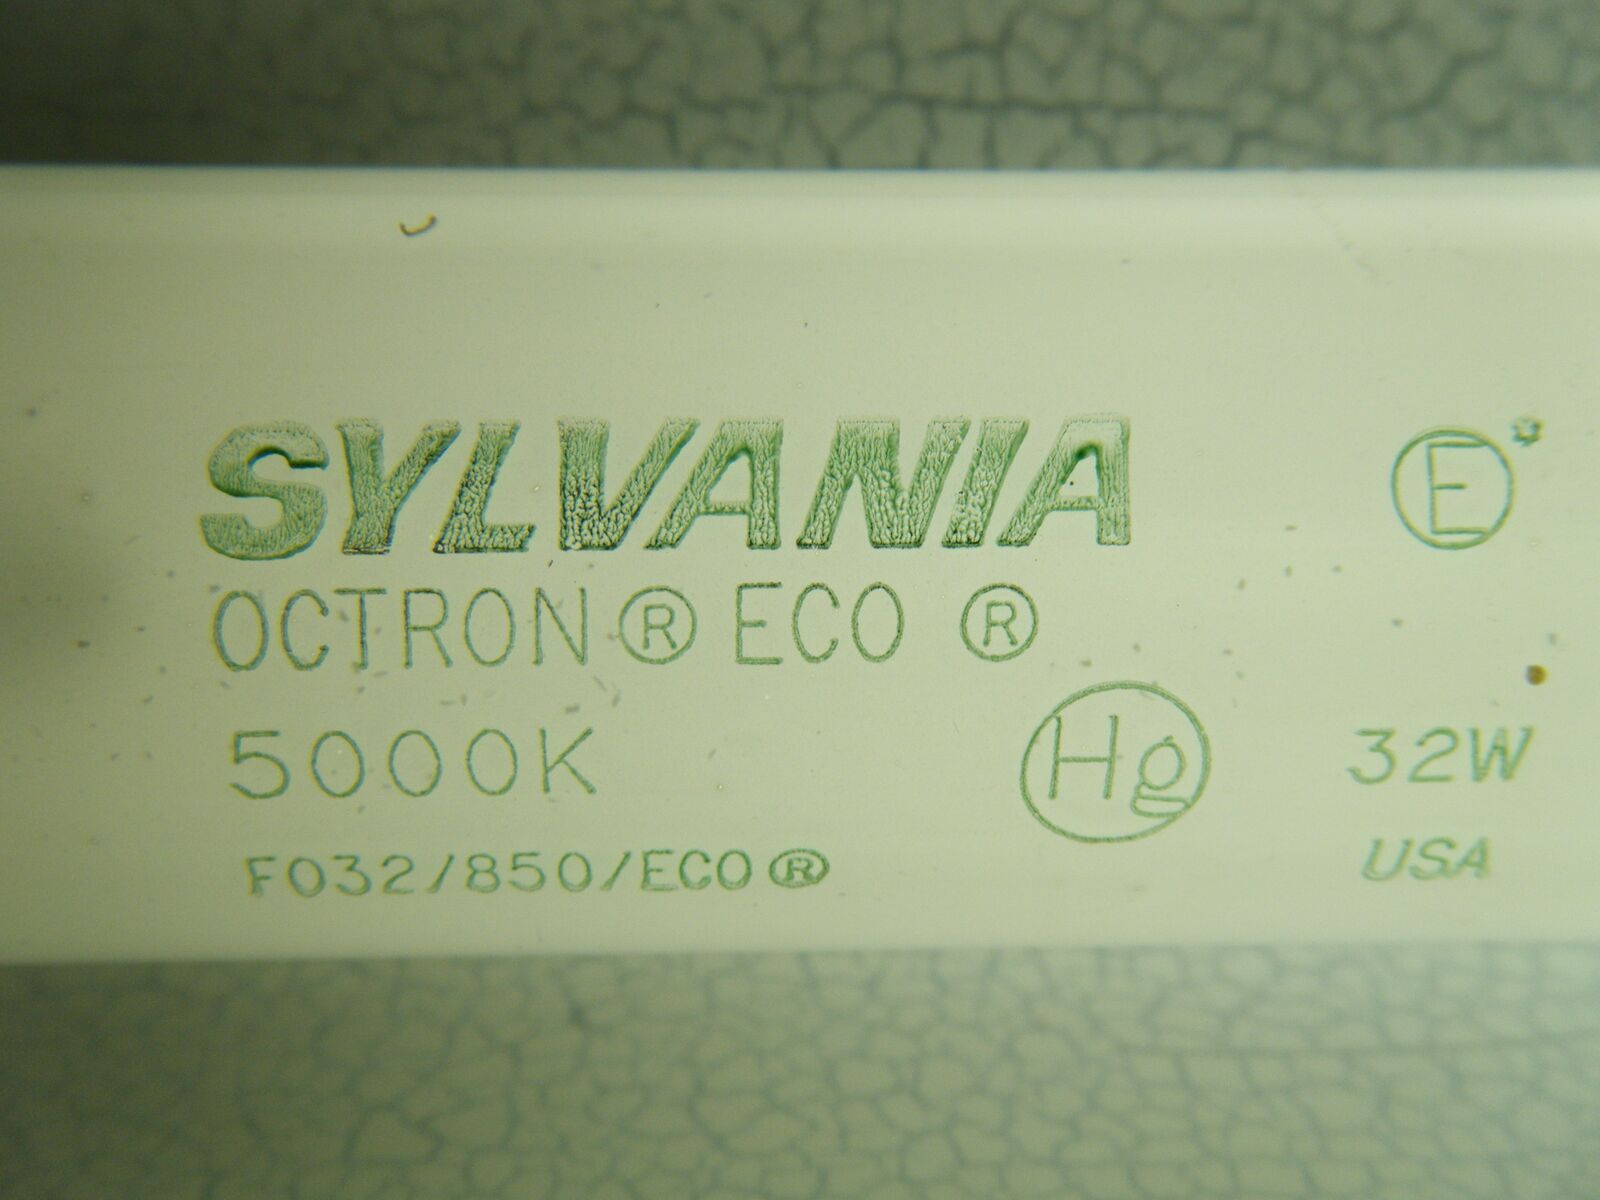 SYLVANIA E*
OCTRON® ECO®
5000K Hg 32W
FO32/850/ECO® USA